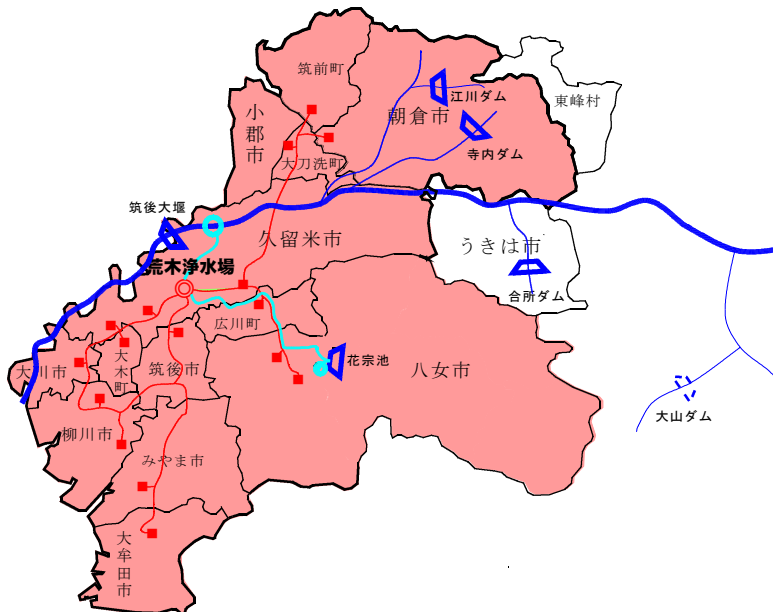 筑前町
江川ダム
東峰村
朝倉市
小郡市
寺内ダム
大刀洗町
筑後大堰
久留米市
うきは市
荒木浄水場
合所ダム
広川町
花宗池
大川市
大木町
筑後市
八女市
大山ダム
柳川市
みやま市
大牟田市